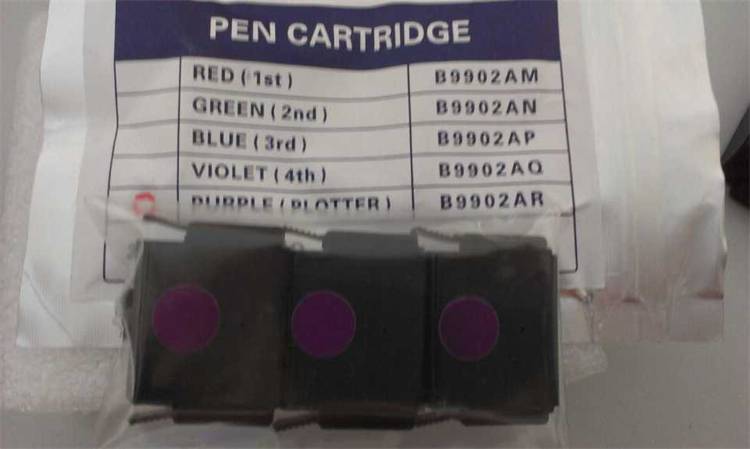 PEN CARTRIDGE
RED (1st) B9902AM
GREEN (2nd) B9902AN
BLUE (3rd) B9902AP
VIOLET (4th) B9902AQ
PURPLE (PLOTTER) B9902AR